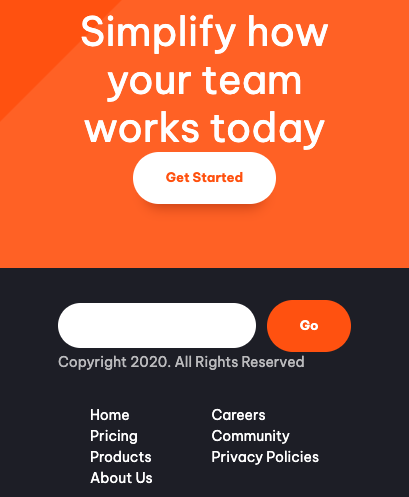 Simplify how
your team
works today
Get Started
Go
Copyright 2020. All Rights Reserved
Home
Pricing
Products
About Us
Careers
Community
Privacy Policies